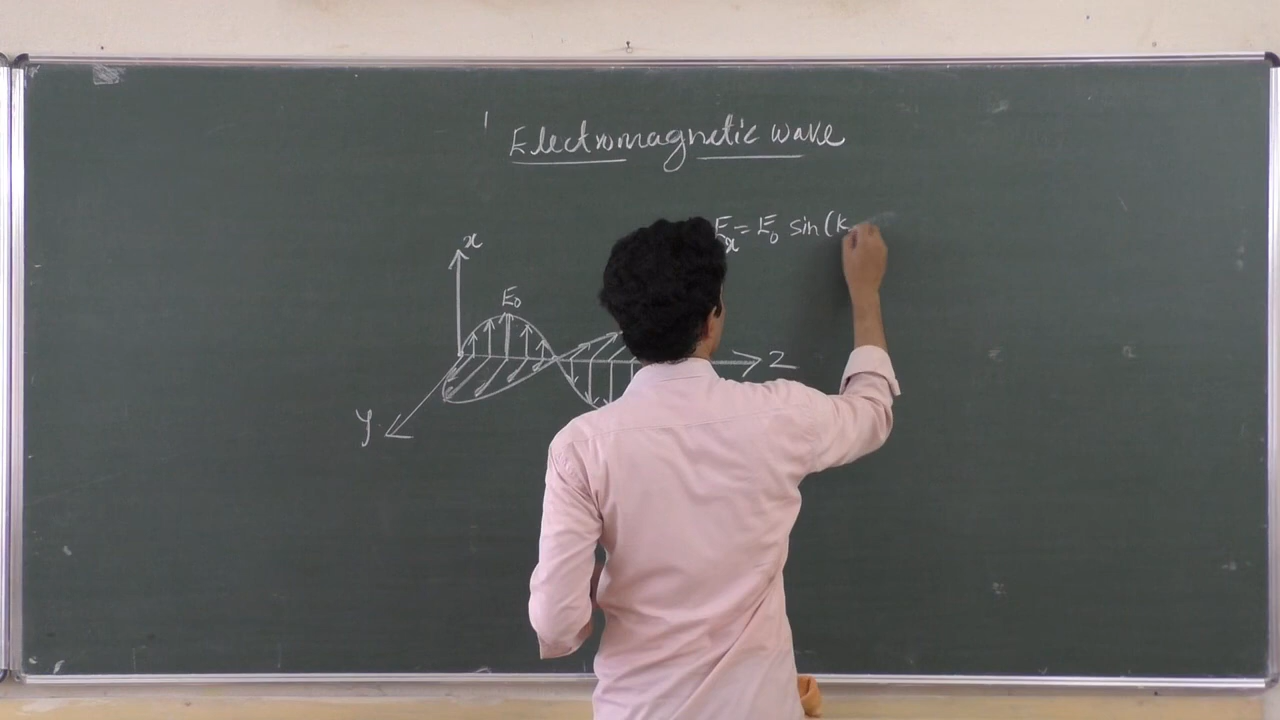 Electromagnetic wave
Eₓ = E₀ sin(k
x
E₀
Z
y